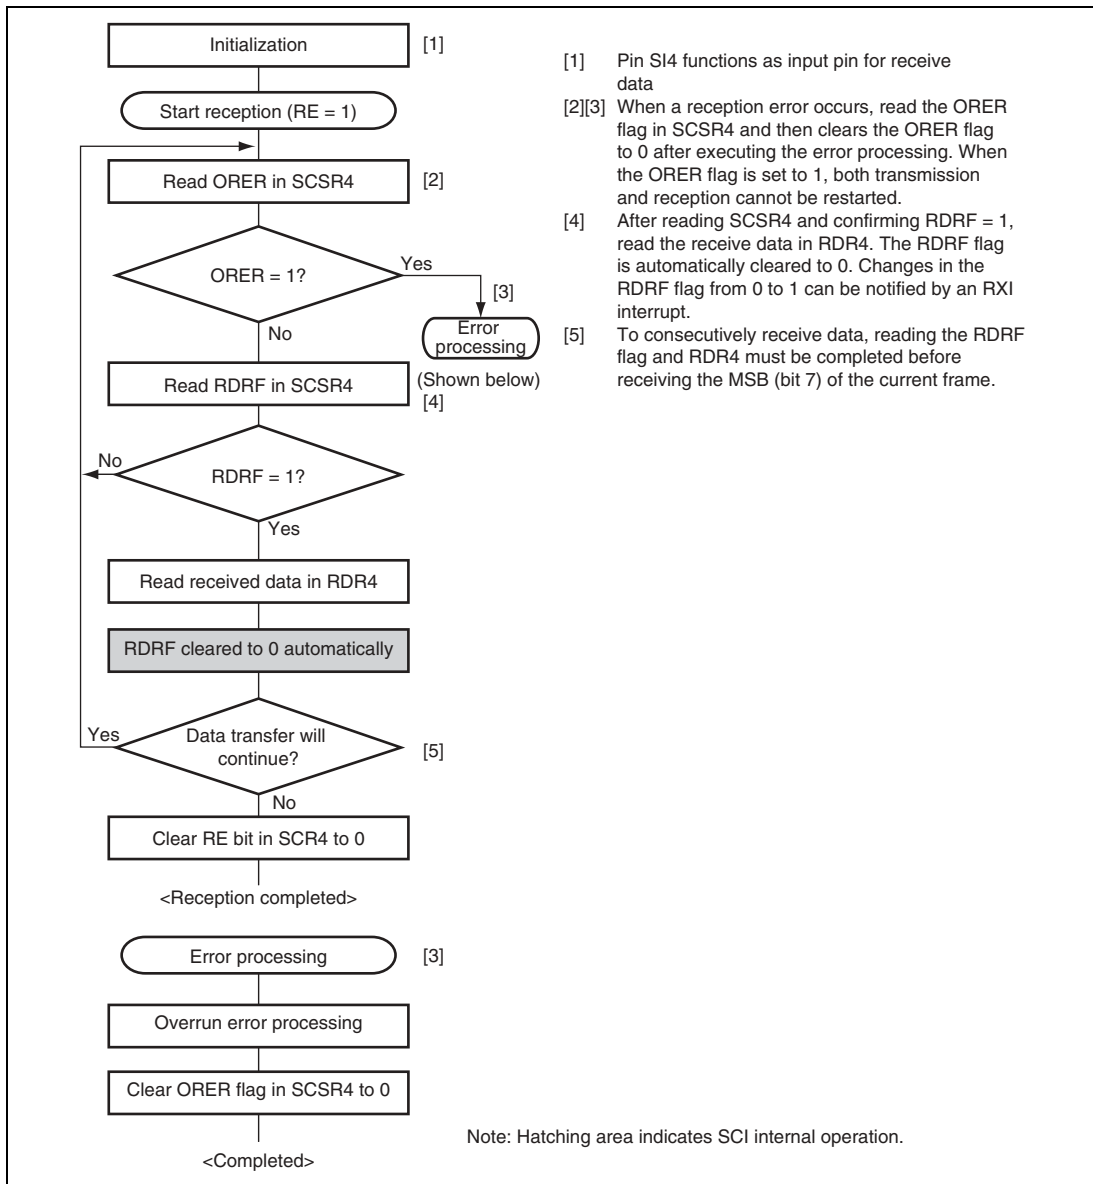 Initialization
[1]
Start reception (RE = 1)
Read ORER in SCSR4
[2]
ORER = 1?
Yes
[3]
No
Error
processing
(Shown below)
Read RDRF in SCSR4
[4]
No
RDRF = 1?
Yes
Read received data in RDR4
RDRF cleared to 0 automatically
Yes
Data transfer will
continue?
[5]
No
Clear RE bit in SCR4 to 0
<Reception completed>
Error processing
[3]
Overrun error processing
Clear ORER flag in SCSR4 to 0
<Completed>
[1] Pin SI4 functions as input pin for receive
data
[2][3] When a reception error occurs, read the ORER
flag in SCSR4 and then clears the ORER flag
to 0 after executing the error processing. When
the ORER flag is set to 1, both transmission
and reception cannot be restarted.
[4] After reading SCSR4 and confirming RDRF = 1,
read the receive data in RDR4. The RDRF flag
is automatically cleared to 0. Changes in the
RDRF flag from 0 to 1 can be notified by an RXI
interrupt.
[5] To consecutively receive data, reading the RDRF
flag and RDR4 must be completed before
receiving the MSB (bit 7) of the current frame.
Note: Hatching area indicates SCI internal operation.